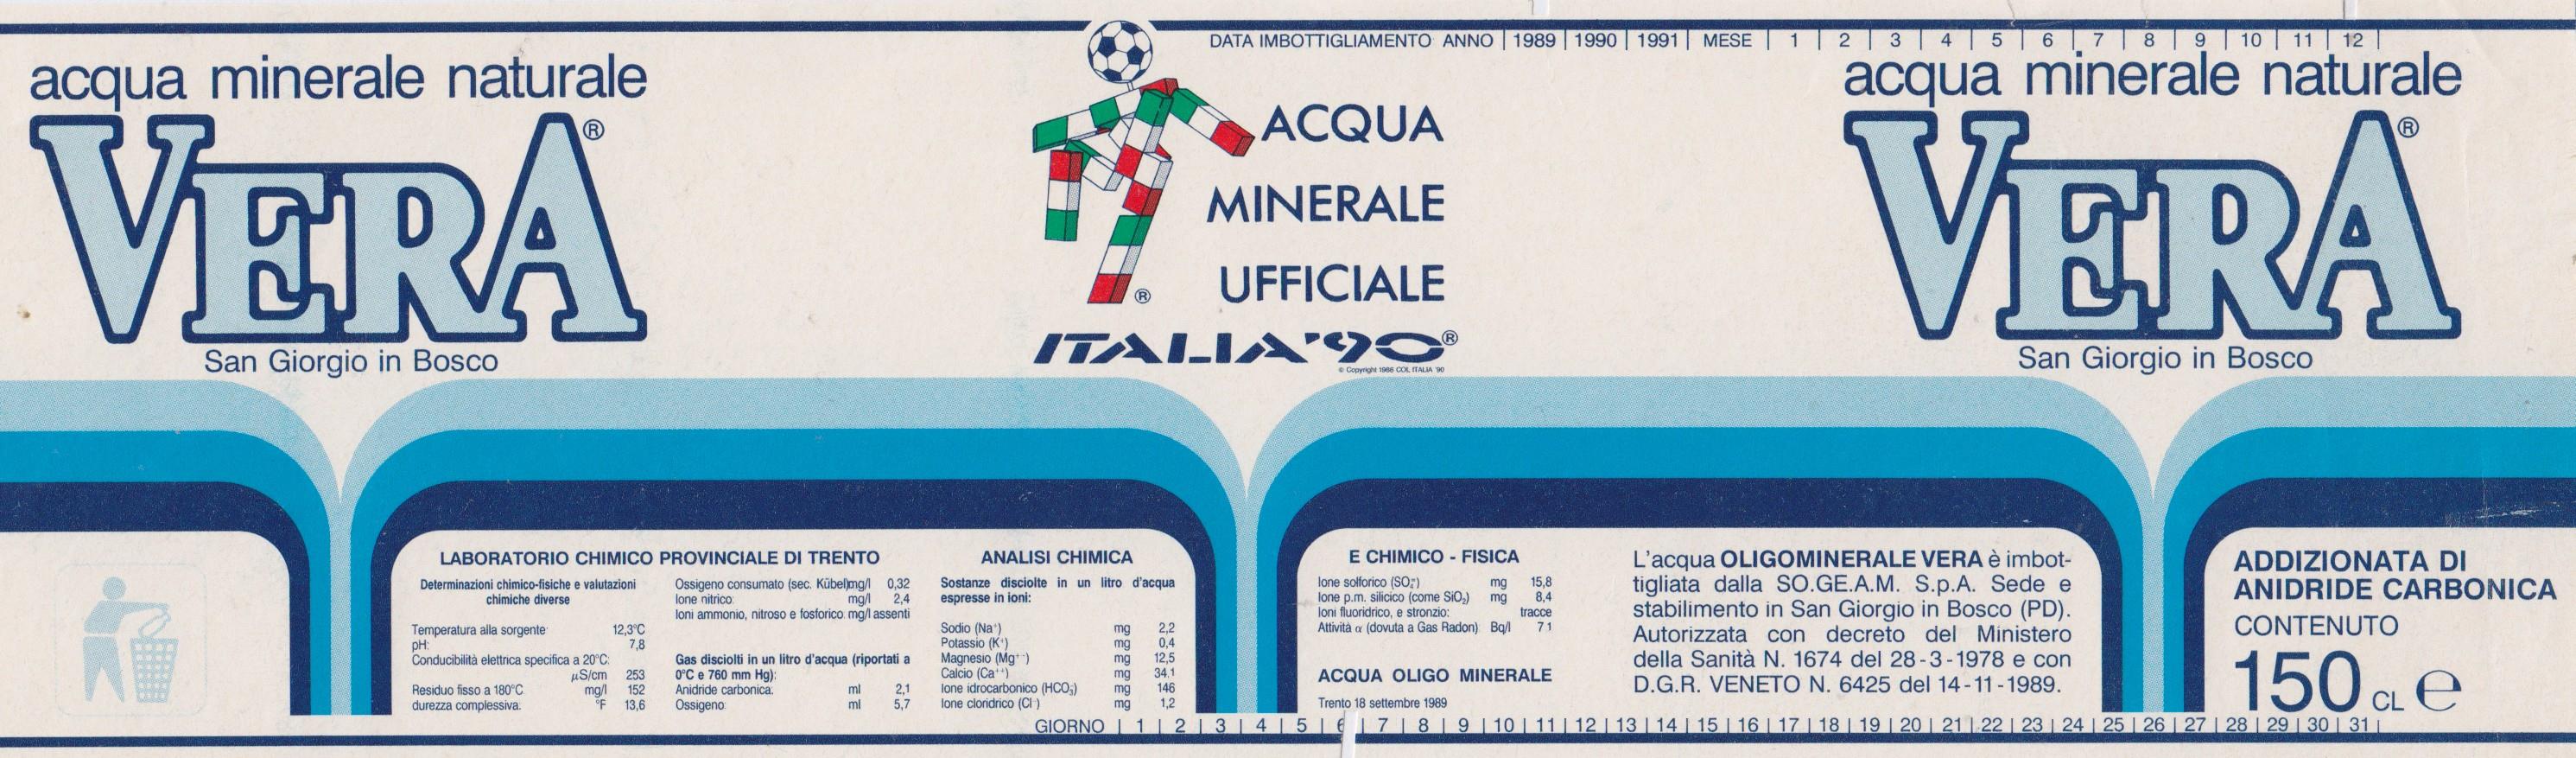 DATA IMBOTTIGLIAMENTO ANNO | 1989 | 1990 | 1991 | MESE | 1 | 2 | 3 | 4 | 5 | 6 | 7 | 8 | 9 | 10 | 11 | 12 |
acqua minerale naturale
VERA®
San Giorgio in Bosco
ACQUA
MINERALE
UFFICIALE
®
ITALIA '90®
© Copyright 1986 COL ITALIA '90
acqua minerale naturale
VERA®
San Giorgio in Bosco
LABORATORIO CHIMICO PROVINCIALE DI TRENTO
Determinazioni chimico-fisiche e valutazioni
chimiche diverse
Temperatura alla sorgente 12,3°C
pH: 7,8
Conducibilità elettrica specifica a 20°C:
µS/cm 253
Residuo fisso a 180°C mg/l 152
durezza complessiva: °F 13,6
Ossigeno consumato (sec. Kübel) mg/l 0,32
Ione nitrico: mg/l 2,4
Ioni ammonio, nitroso e fosforico: mg/l assenti
Gas disciolti in un litro d'acqua (riportati a
0°C e 760 mm Hg):
Anidride carbonica: ml 2,1
Ossigeno: ml 5,7
ANALISI CHIMICA
Sostanze disciolte in un litro d'acqua
espresse in ioni:
Sodio (Na⁺) mg 2,2
Potassio (K⁺) mg 0,4
Magnesio (Mg⁺⁺) mg 12,5
Calcio (Ca⁺⁺) mg 34,1
Ione idrocarbonico (HCO₃⁻) mg 146
Ione cloridrico (Cl⁻) mg 1,2
E CHIMICO - FISICA
Ione solforico (SO₄⁻) mg 15,8
Ione p.m. silicico (come SiO₂) mg 8,4
Ioni fluoridrico, e stronzio: tracce
Attività α (dovuta a Gas Radon) Bq/l 71
ACQUA OLIGO MINERALE
Trento 18 settembre 1989
L'acqua OLIGOMINERALE VERA è imbot-
tigliata dalla SO.GE.A.M. S.p.A. Sede e
stabilimento in San Giorgio in Bosco (PD).
Autorizzata con decreto del Ministero
della Sanità N. 1674 del 28-3-1978 e con
D.G.R. VENETO N. 6425 del 14-11-1989.
ADDIZIONATA DI
ANIDRIDE CARBONICA
CONTENUTO
150 CL e
GIORNO | 1 | 2 | 3 | 4 | 5 | 6 | 7 | 8 | 9 | 10 | 11 | 12 | 13 | 14 | 15 | 16 | 17 | 18 | 19 | 20 | 21 | 22 | 23 | 24 | 25 | 26 | 27 | 28 | 29 | 30 | 31 |